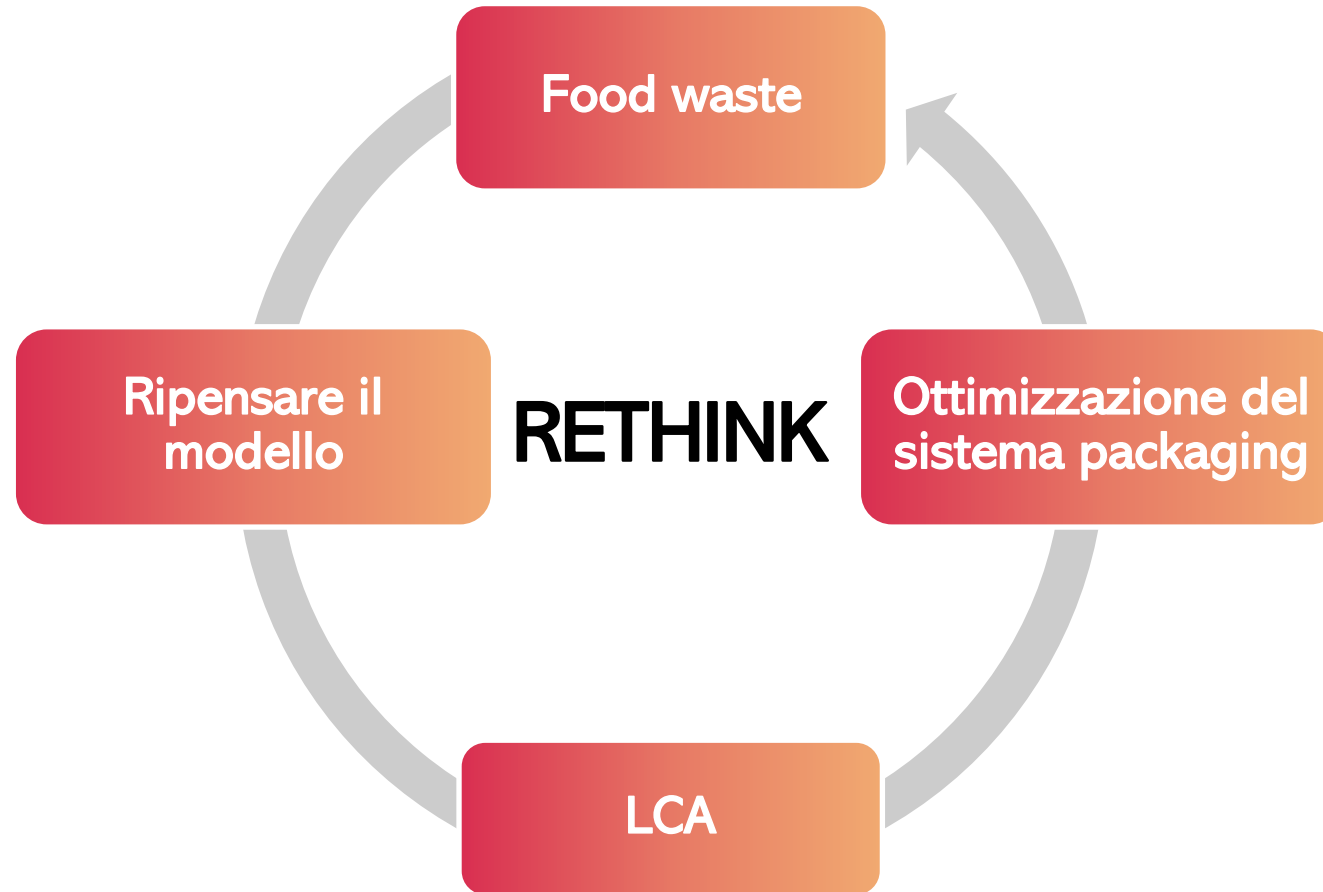 Food waste
Ripensare il
modello
RETHINK
Ottimizzazione del
sistema packaging
LCA